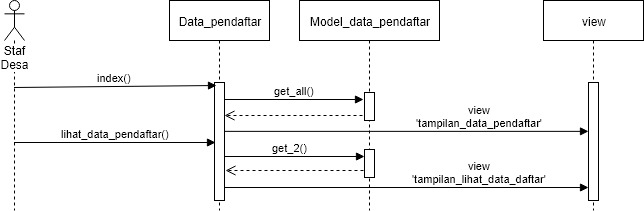 Data_pendaftar
Model_data_pendaftar
view
Staf
Desa
index()
get_all()
view
'tampilan_data_pendaftar'
lihat_data_pendaftar()
get_2()
view
'tampilan_lihat_data_daftar'